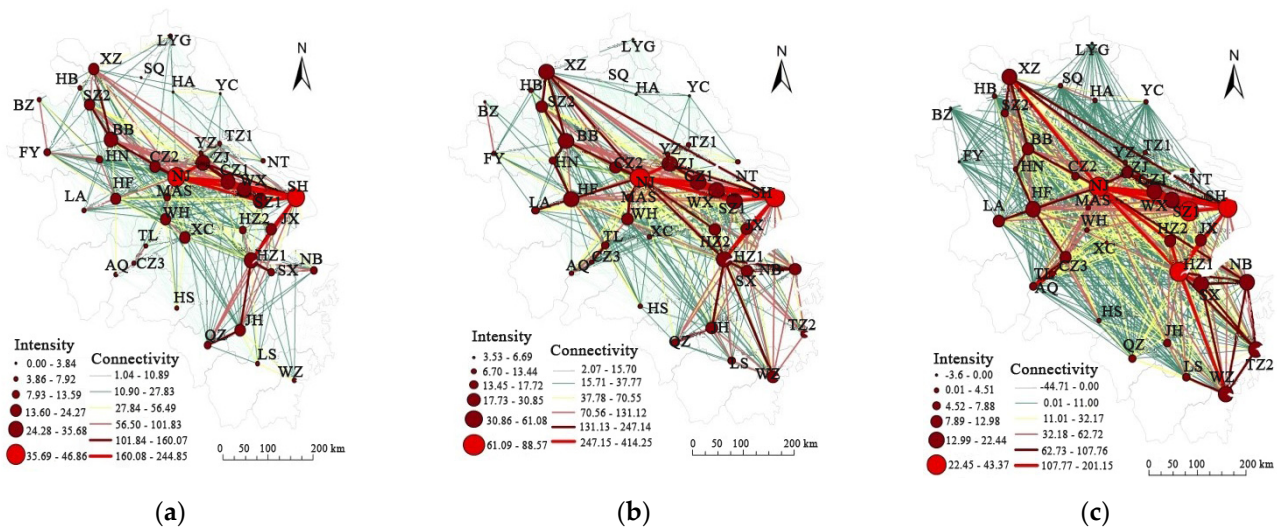 LYG
N
XZ
HB
SQ
SZ2
HA
YC
BZ
BB
YZ
TZ1
FY
HN
CZ2
ZJ
NT
NJ
CZ1
WX
SH
HF
MAS
SZ1
LA
WH
HZ2
JX
XC
TL
HZ1
AQ
CZ3
SX
NB
HS
JH
QZ
LS
WZ
Intensity
0.00 - 3.84
3.86 - 7.92
7.93 - 13.59
13.60 - 24.27
24.28 - 35.68
35.69 - 46.86
Connectivity
1.04 - 10.89
10.90 - 27.83
27.84 - 56.49
56.50 - 101.83
101.84 - 160.07
160.08 - 244.85
0 50 100 200 km
(a)
LYG
N
XZ
HB
SQ
SZ2
HA
YC
BZ
BB
YZ
TZ1
FY
HN
CZ2
ZJ
NT
NJ
CZ1
SH
HF
MAS
WX
SZ1
LA
WH
JX
XC
HZ2
TL
HZ1
AQ
CZ3
NB
SX
HS
JH
TZ2
QZ
LS
WZ
Intensity
3.53 - 6.69
6.70 - 13.44
13.45 - 17.72
17.73 - 30.85
30.86 - 61.08
61.09 - 88.57
Connectivity
2.07 - 15.70
15.71 - 37.77
37.78 - 70.55
70.56 - 131.12
131.13 - 247.14
247.15 - 414.25
0 50 100 200 km
(b)
LYG
N
XZ
HB
SQ
SZ2
HA
YC
BZ
BB
YZ
TZ1
FY
HN
CZ2
ZJ
NT
NJ
CZ1
HF
MAS
WX
SZ1
SH
LA
WH
HZ2
JX
XC
CZ3
HZ1
NB
TL
AQ
SX
HS
JH
TZ2
QZ
LS
WZ
Intensity
-3.6 - 0.00
0.01 - 4.51
4.52 - 7.88
7.89 - 12.98
12.99 - 22.44
22.45 - 43.37
Connectivity
-44.71 - 0.00
0.01 - 11.00
11.01 - 32.17
32.18 - 62.72
62.73 - 107.76
107.77 - 201.15
0 50 100 200 km
(c)